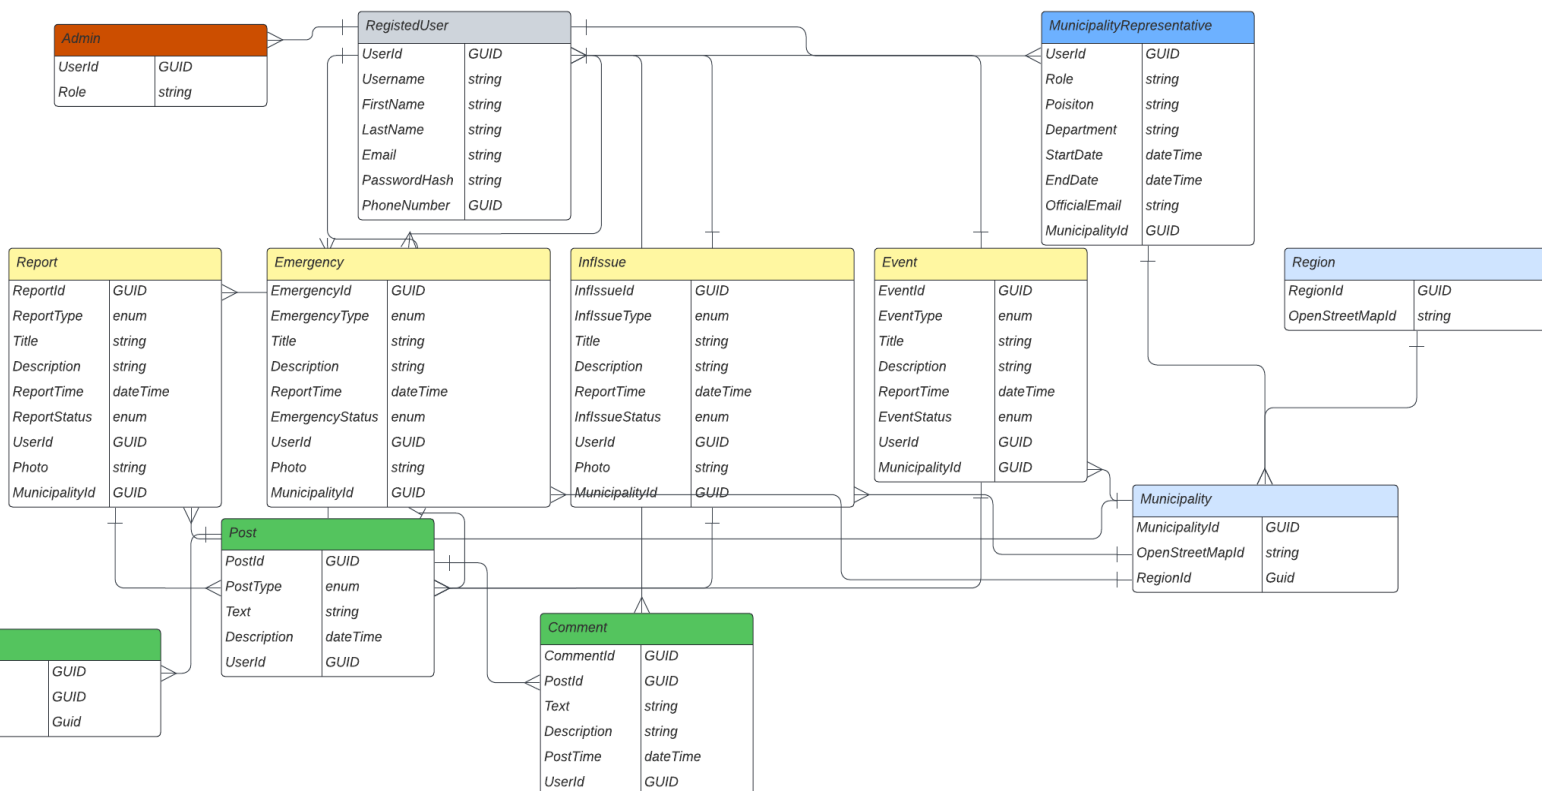 Admin
UserId GUID
Role string
RegistedUser
UserId GUID
Username string
FirstName string
LastName string
Email string
PasswordHash string
PhoneNumber GUID
MunicipalityRepresentative
UserId GUID
Role string
Poisiton string
Department string
StartDate dateTime
EndDate dateTime
OfficialEmail string
MunicipalityId GUID
Report
ReportId GUID
ReportType enum
Title string
Description string
ReportTime dateTime
ReportStatus enum
UserId GUID
Photo string
MunicipalityId GUID
Emergency
EmergencyId GUID
EmergencyType enum
Title string
Description string
ReportTime dateTime
EmergencyStatus enum
UserId GUID
Photo string
MunicipalityId GUID
InfIssue
InfIssueId GUID
InfIssueType enum
Title string
Description string
ReportTime dateTime
InfIssueStatus enum
UserId GUID
Photo string
MunicipalityId GUID
Event
EventId GUID
EventType enum
Title string
Description string
ReportTime dateTime
EventStatus enum
UserId GUID
MunicipalityId GUID
Region
RegionId GUID
OpenStreetMapId string
Municipality
MunicipalityId GUID
OpenStreetMapId string
RegionId Guid
Post
PostId GUID
PostType enum
Text string
Description dateTime
UserId GUID
GUID
GUID
Guid
Comment
CommentId GUID
PostId GUID
Text string
Description string
PostTime dateTime
UserId GUID